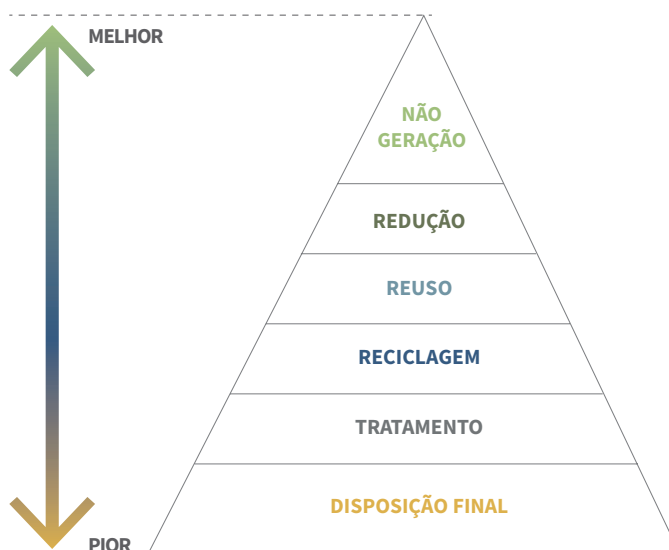 MELHOR
NÃO
GERAÇÃO
REDUÇÃO
REUSO
RECICLAGEM
TRATAMENTO
DISPOSIÇÃO FINAL
PIOR